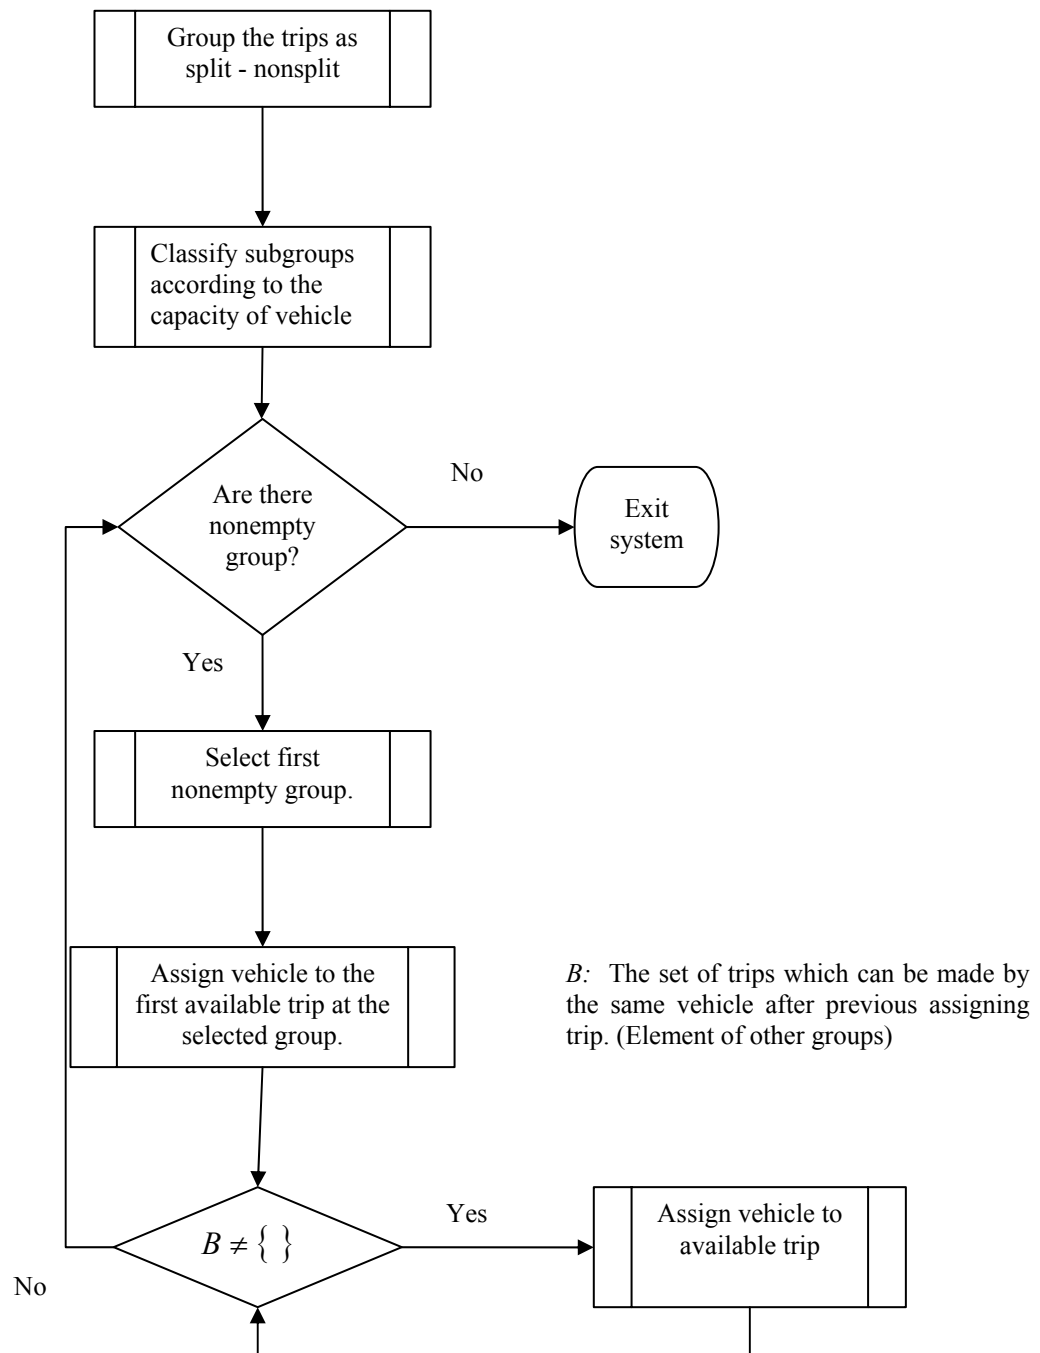 Group the trips as
split - nonsplit
Classify subgroups
according to the
capacity of vehicle
Are there
nonempty
group?
No
Exit
system
Yes
Select first
nonempty group.
Assign vehicle to the
first available trip at the
selected group.
B: The set of trips which can be made by
the same vehicle after previous assigning
trip. (Element of other groups)
B ≠ { }
Yes
Assign vehicle to
available trip
No